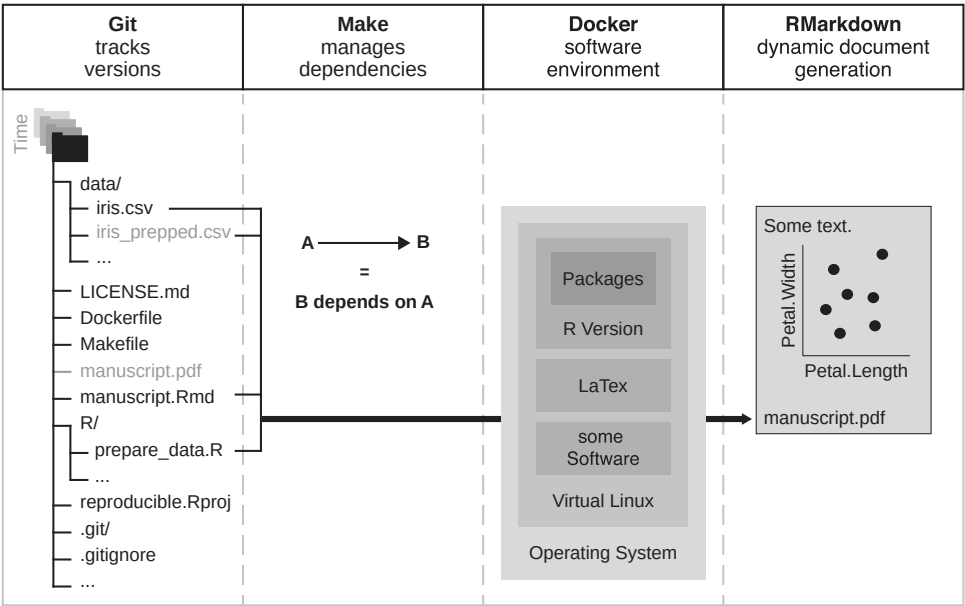 Git
tracks
versions
Make
manages
dependencies
Docker
software
environment
RMarkdown
dynamic document
generation
Time
data/
iris.csv
iris_prepped.csv
...
LICENSE.md
Dockerfile
Makefile
manuscript.pdf
manuscript.Rmd
R/
prepare_data.R
...
reproducible.Rproj
.git/
.gitignore
...
A B
=
B depends on A
Packages
R Version
LaTex
some
Software
Virtual Linux
Operating System
Some text.
Petal.Width
Petal.Length
manuscript.pdf